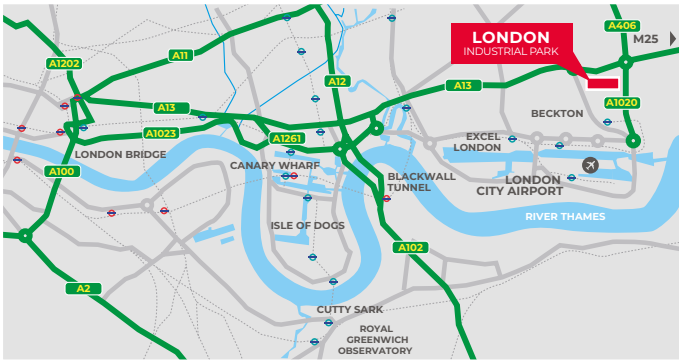 A406
LONDON
INDUSTRIAL PARK
M25
A11
A1202
A12
A13
A13
A1020
BECKTON
A1023
A1261
EXCEL
LONDON
LONDON BRIDGE
CANARY WHARF
A100
BLACKWALL
TUNNEL
LONDON
CITY AIRPORT
RIVER THAMES
ISLE OF DOGS
A102
A2
CUTTY SARK
ROYAL
GREENWICH
OBSERVATORY